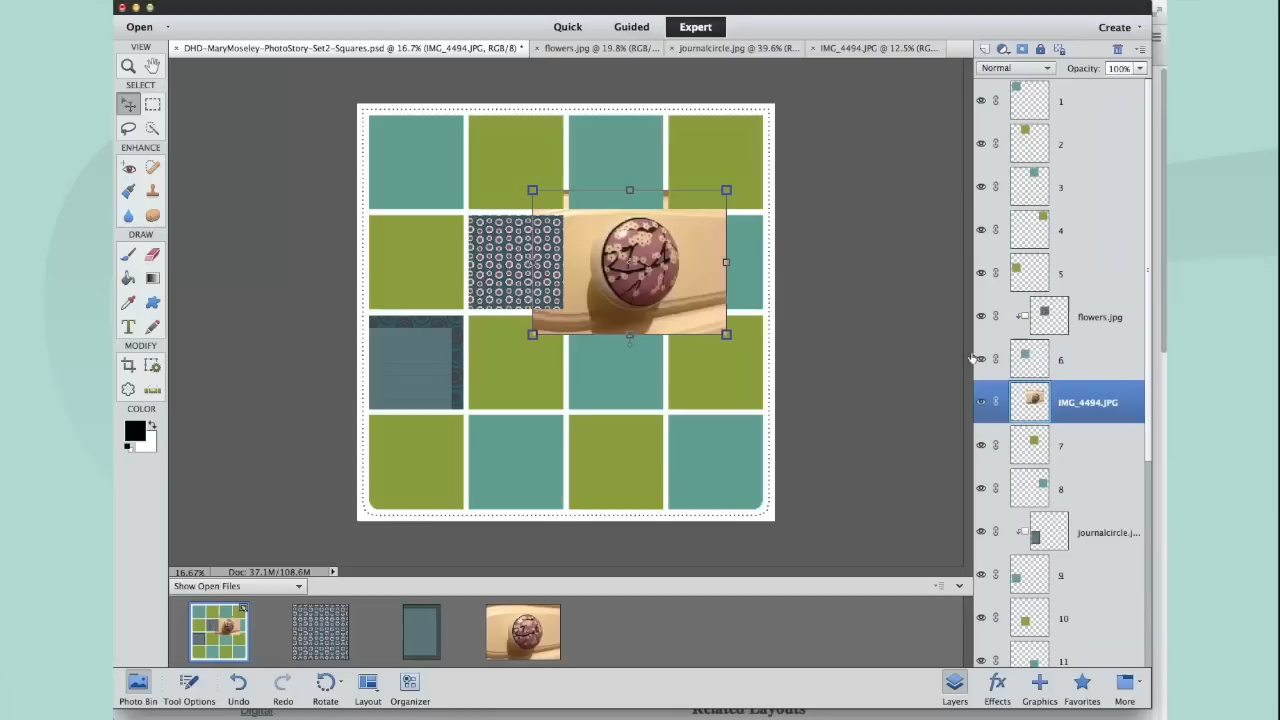 Open
Quick
Guided
Expert
Create
VIEW
DHD-MaryMoseley-PhotoStory-Set2-Squares.psd @ 16.7% (IMG_4494.JPG, RGB/8) *
flowers.jpg @ 19.8% (RGB/...
journalcircle.jpg @ 39.6% (R...
IMG_4494.JPG @ 12.5% (RG...
Normal
Opacity:
100%
SELECT
ENHANCE
DRAW
MODIFY
COLOR
1
2
3
4
5
flowers.jpg
6
IMG_4494.JPG
7
8
journalcircle.j...
9
10
11
16.67%
Doc: 37.1M/108.6M
Show Open Files
Photo Bin
Tool Options
Undo
Redo
Rotate
Layout
Organizer
Layers
Effects
Graphics
Favorites
More
Digital
Related Layouts